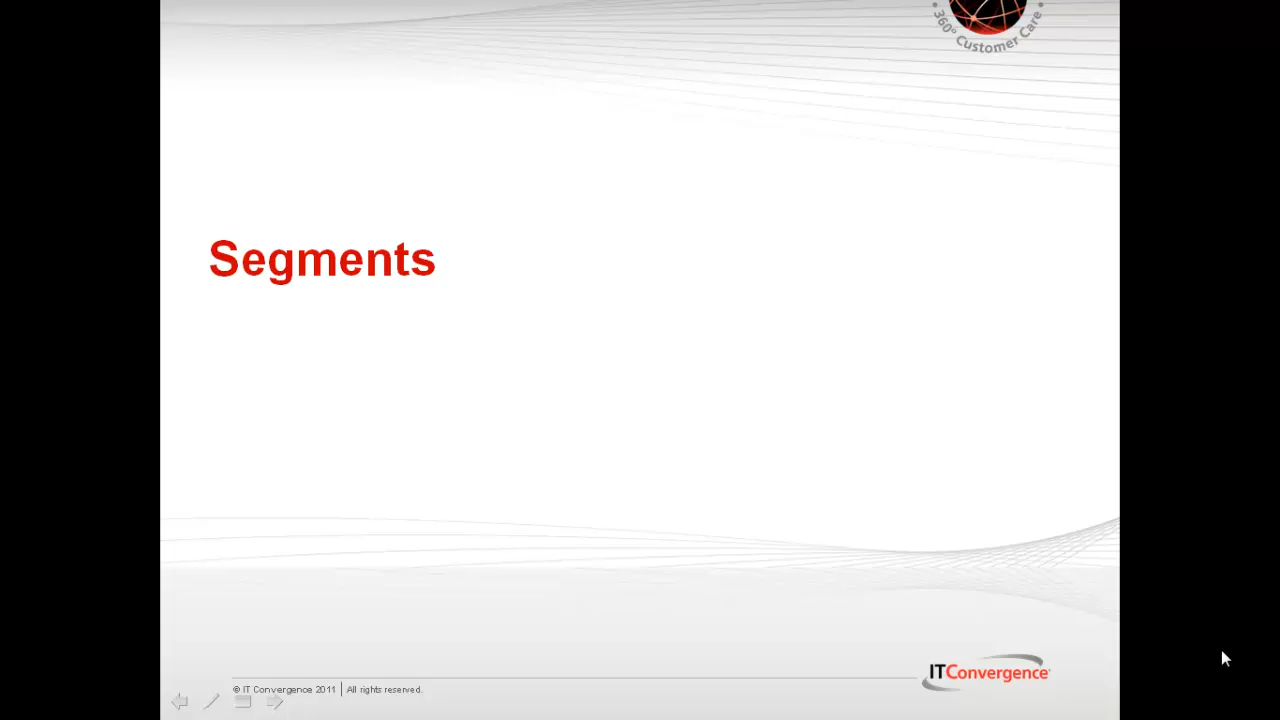 360° Customer Care
Segments
ITConvergence
© IT Convergence 2011 | All rights reserved.